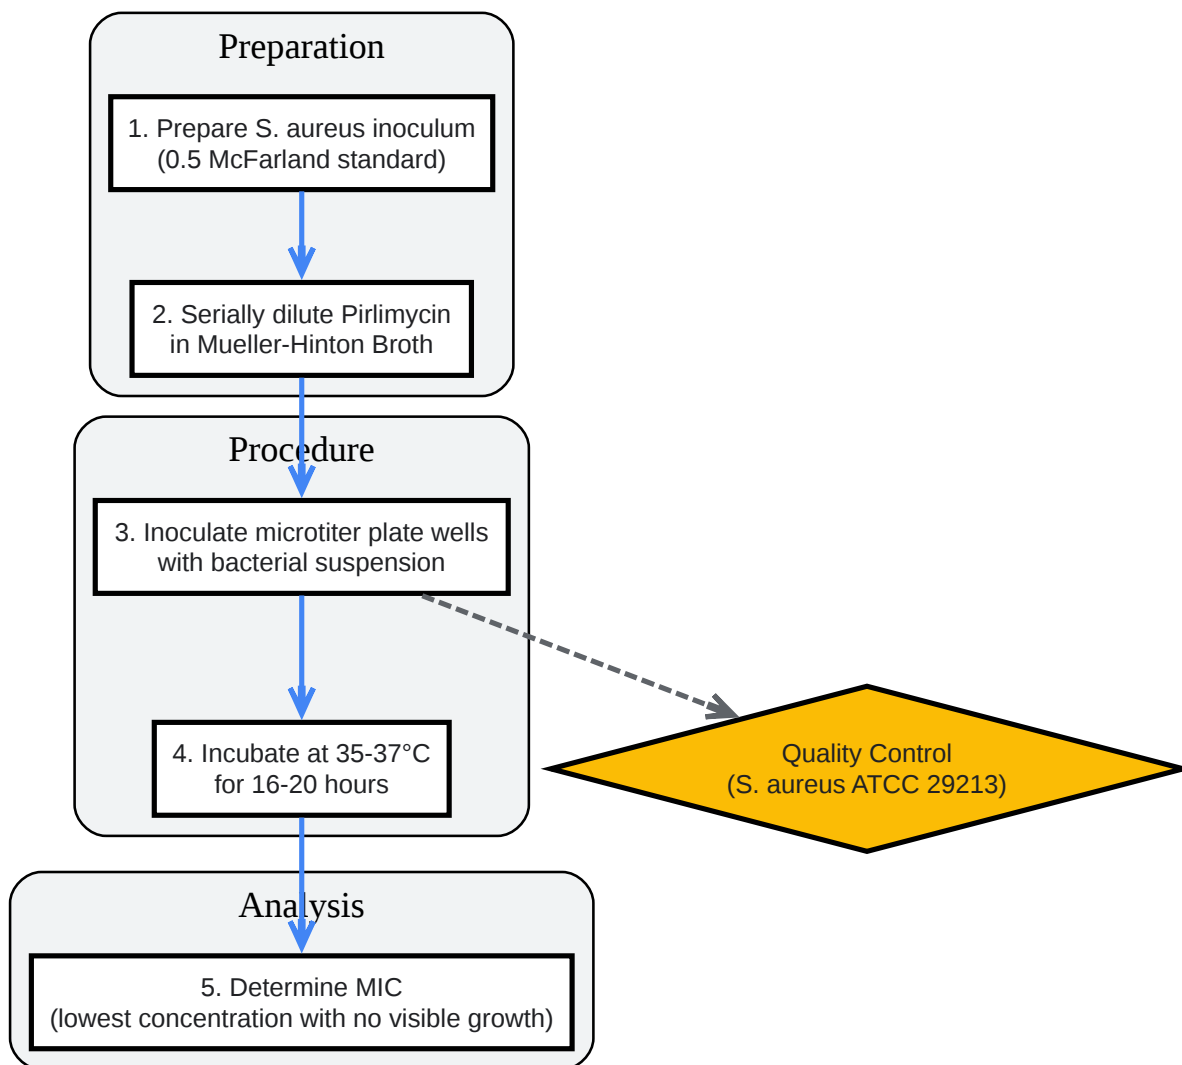 Preparation
1. Prepare S. aureus inoculum
(0.5 McFarland standard)
2. Serially dilute Pirlimycin
in Mueller-Hinton Broth
Procedure
3. Inoculate microtiter plate wells
with bacterial suspension
4. Incubate at 35-37°C
for 16-20 hours
Quality Control
(S. aureus ATCC 29213)
Analysis
5. Determine MIC
(lowest concentration with no visible growth)